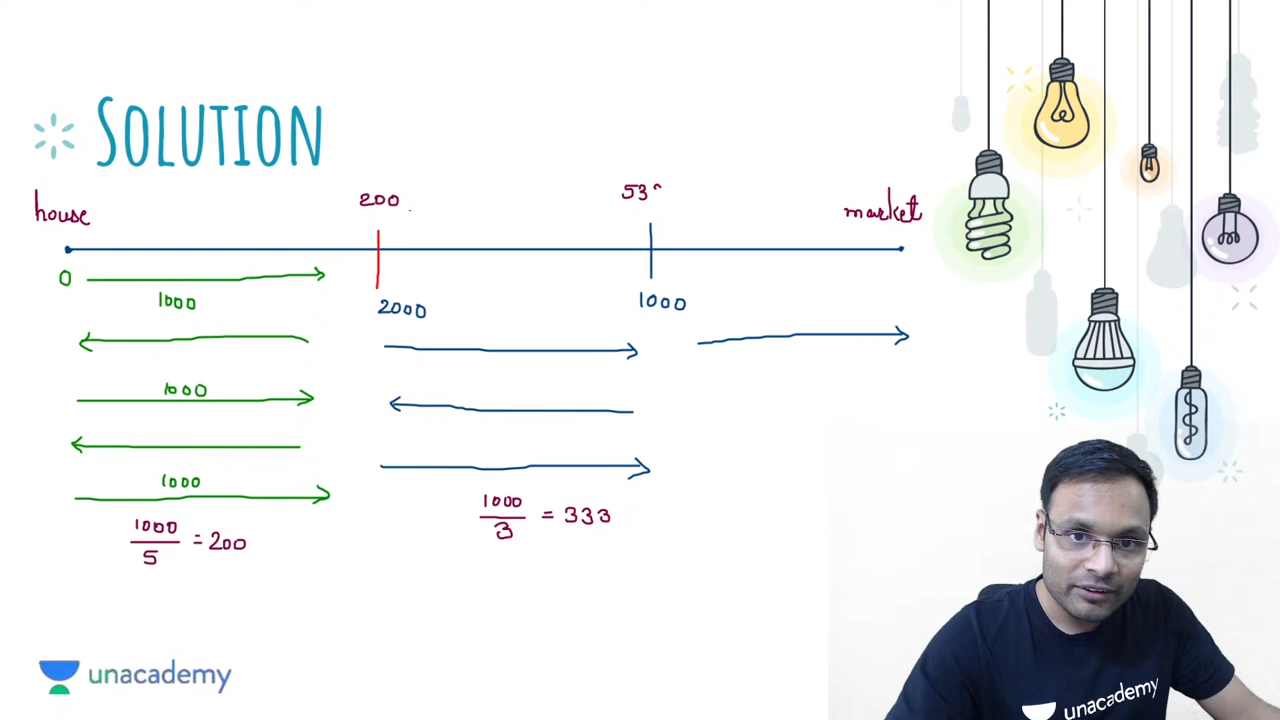 SOLUTION
house
200
53
market
0
1000
2000
1000
1000
1000
1000/5 = 200
1000/3 = 333
unacademy
unacademy